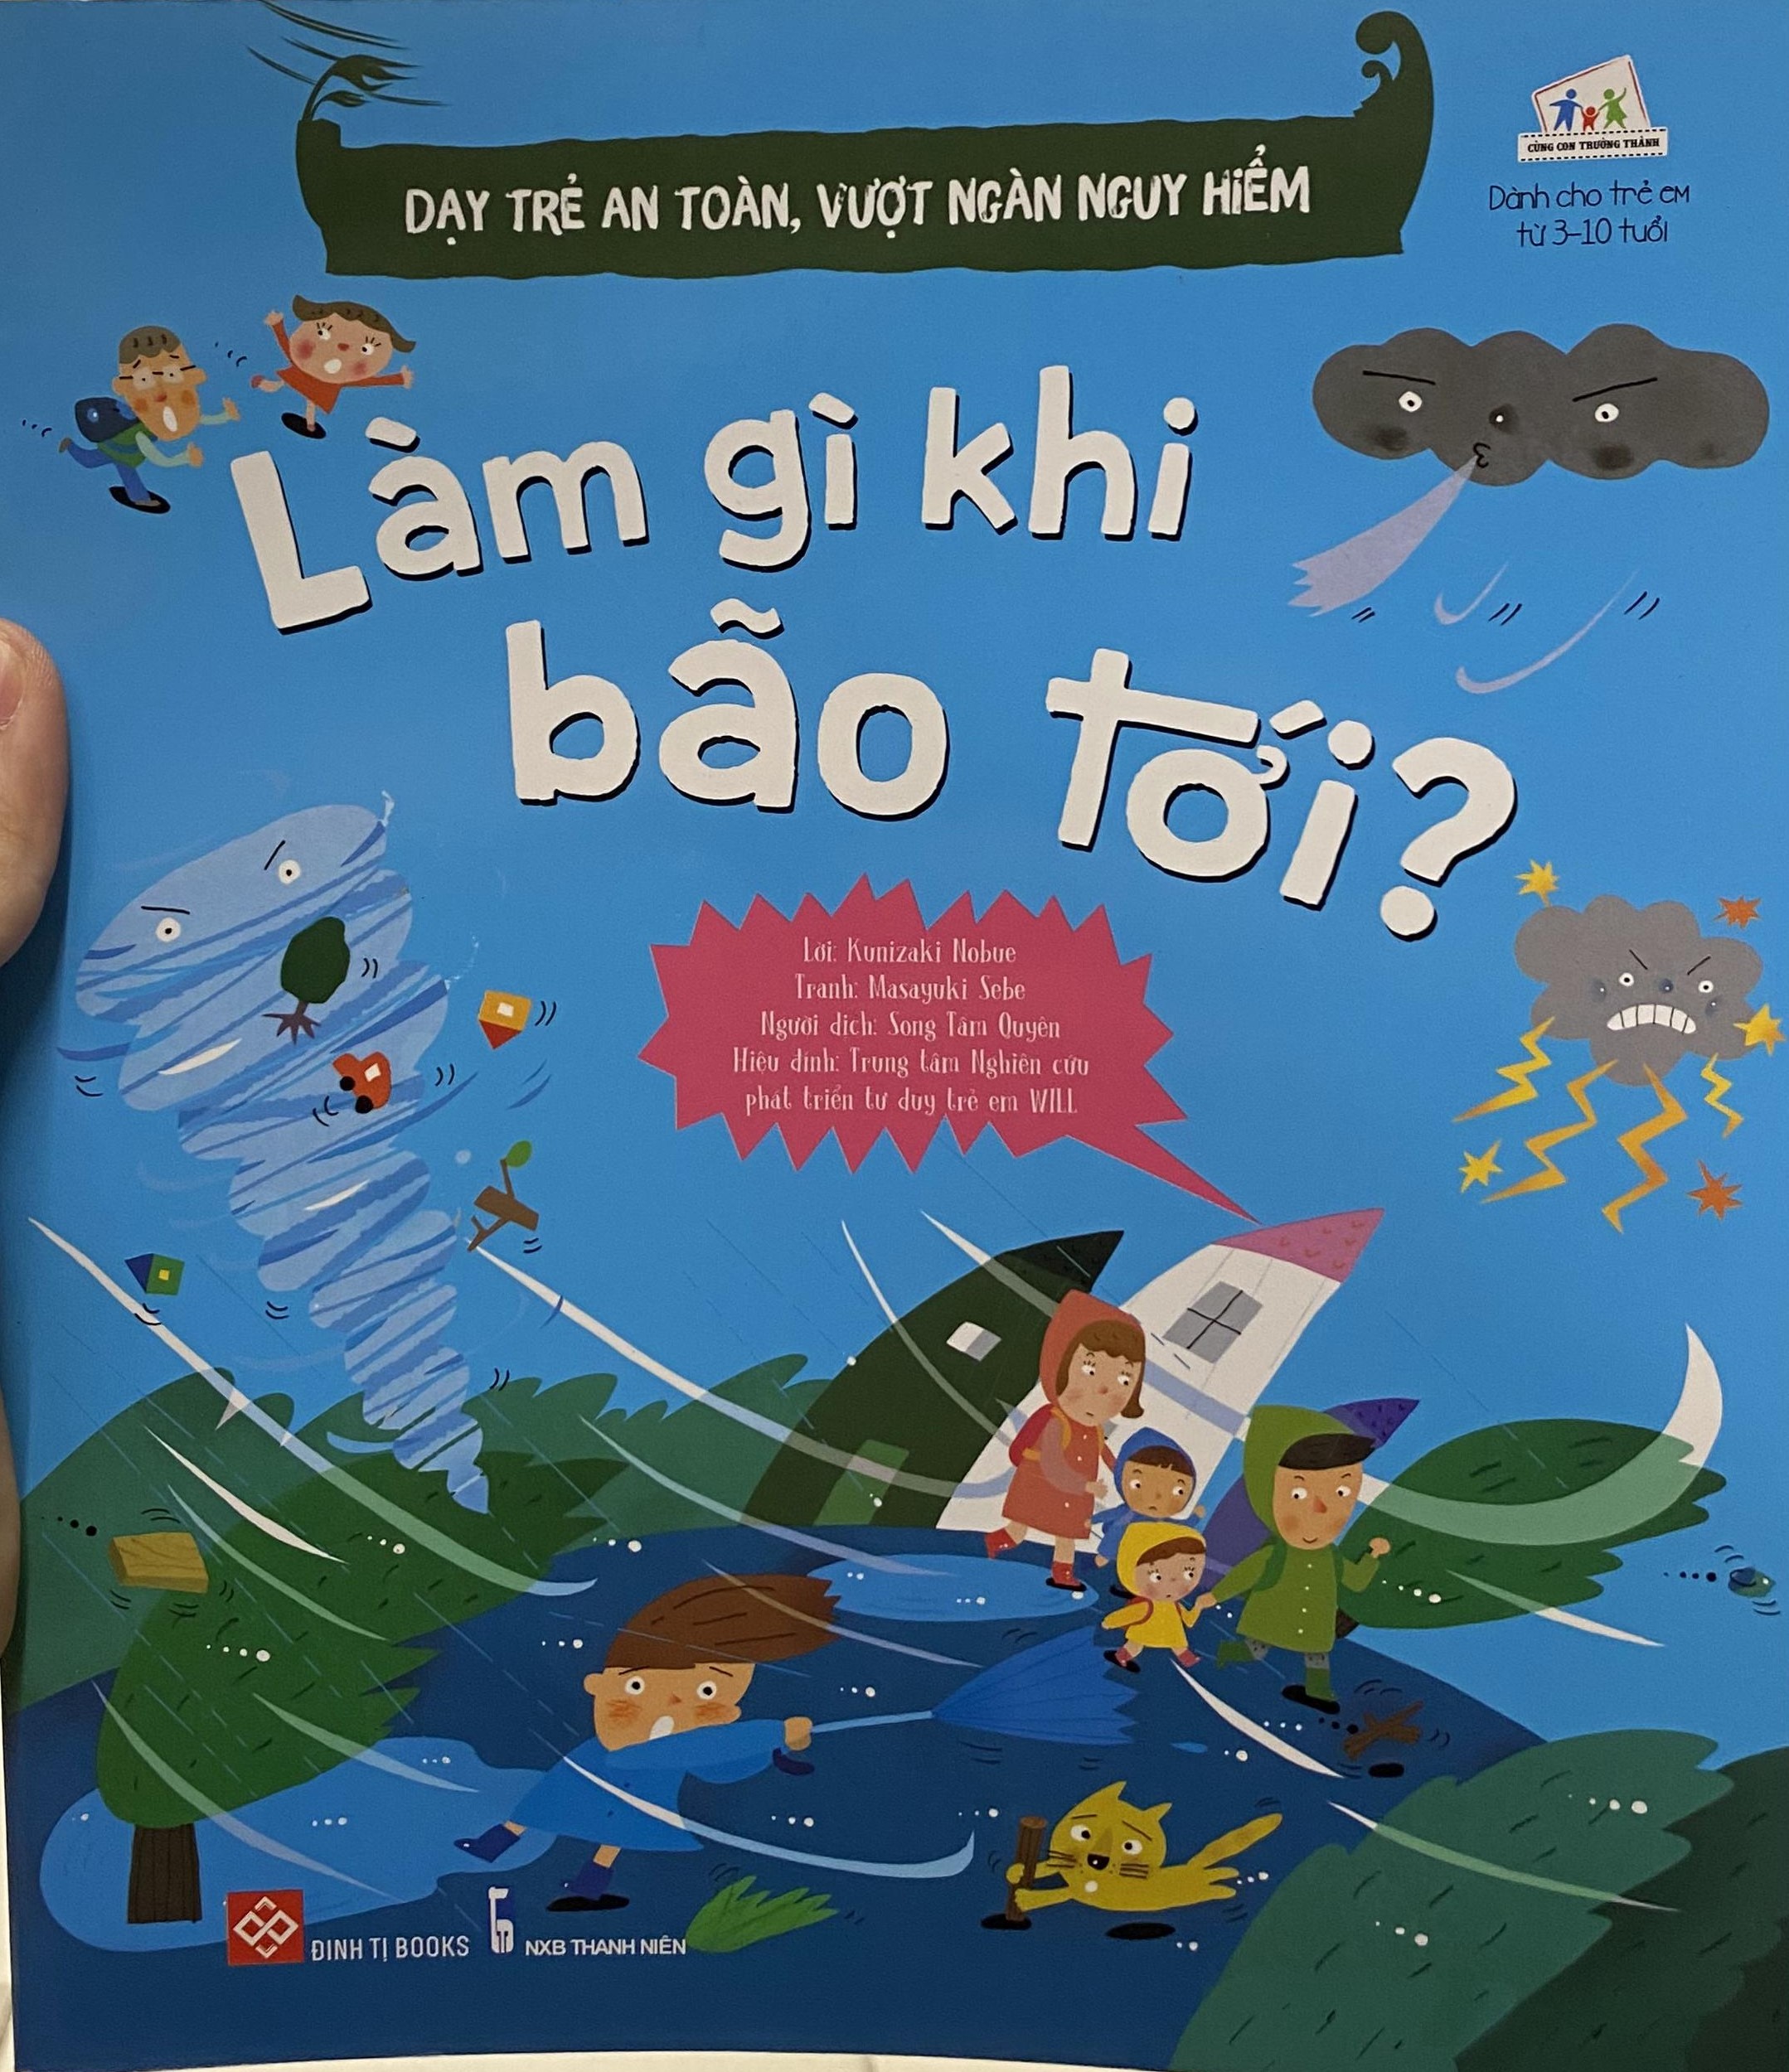 DẠY TRẺ AN TOÀN, VƯỢT NGÀN NGUY HIỂM
CÙNG CON TRƯỞNG THÀNH
Dành cho trẻ em
từ 3-10 tuổi
Làm gì khi
bão tới?
Lời: Kunizaki Nobue
Tranh: Masayuki Sebe
Người dịch: Song Tâm Quyên
Hiệu đính: Trung tâm Nghiên cứu
phát triển tư duy trẻ em WILL
ĐINH TỊ BOOKS
NXB THANH NIÊN